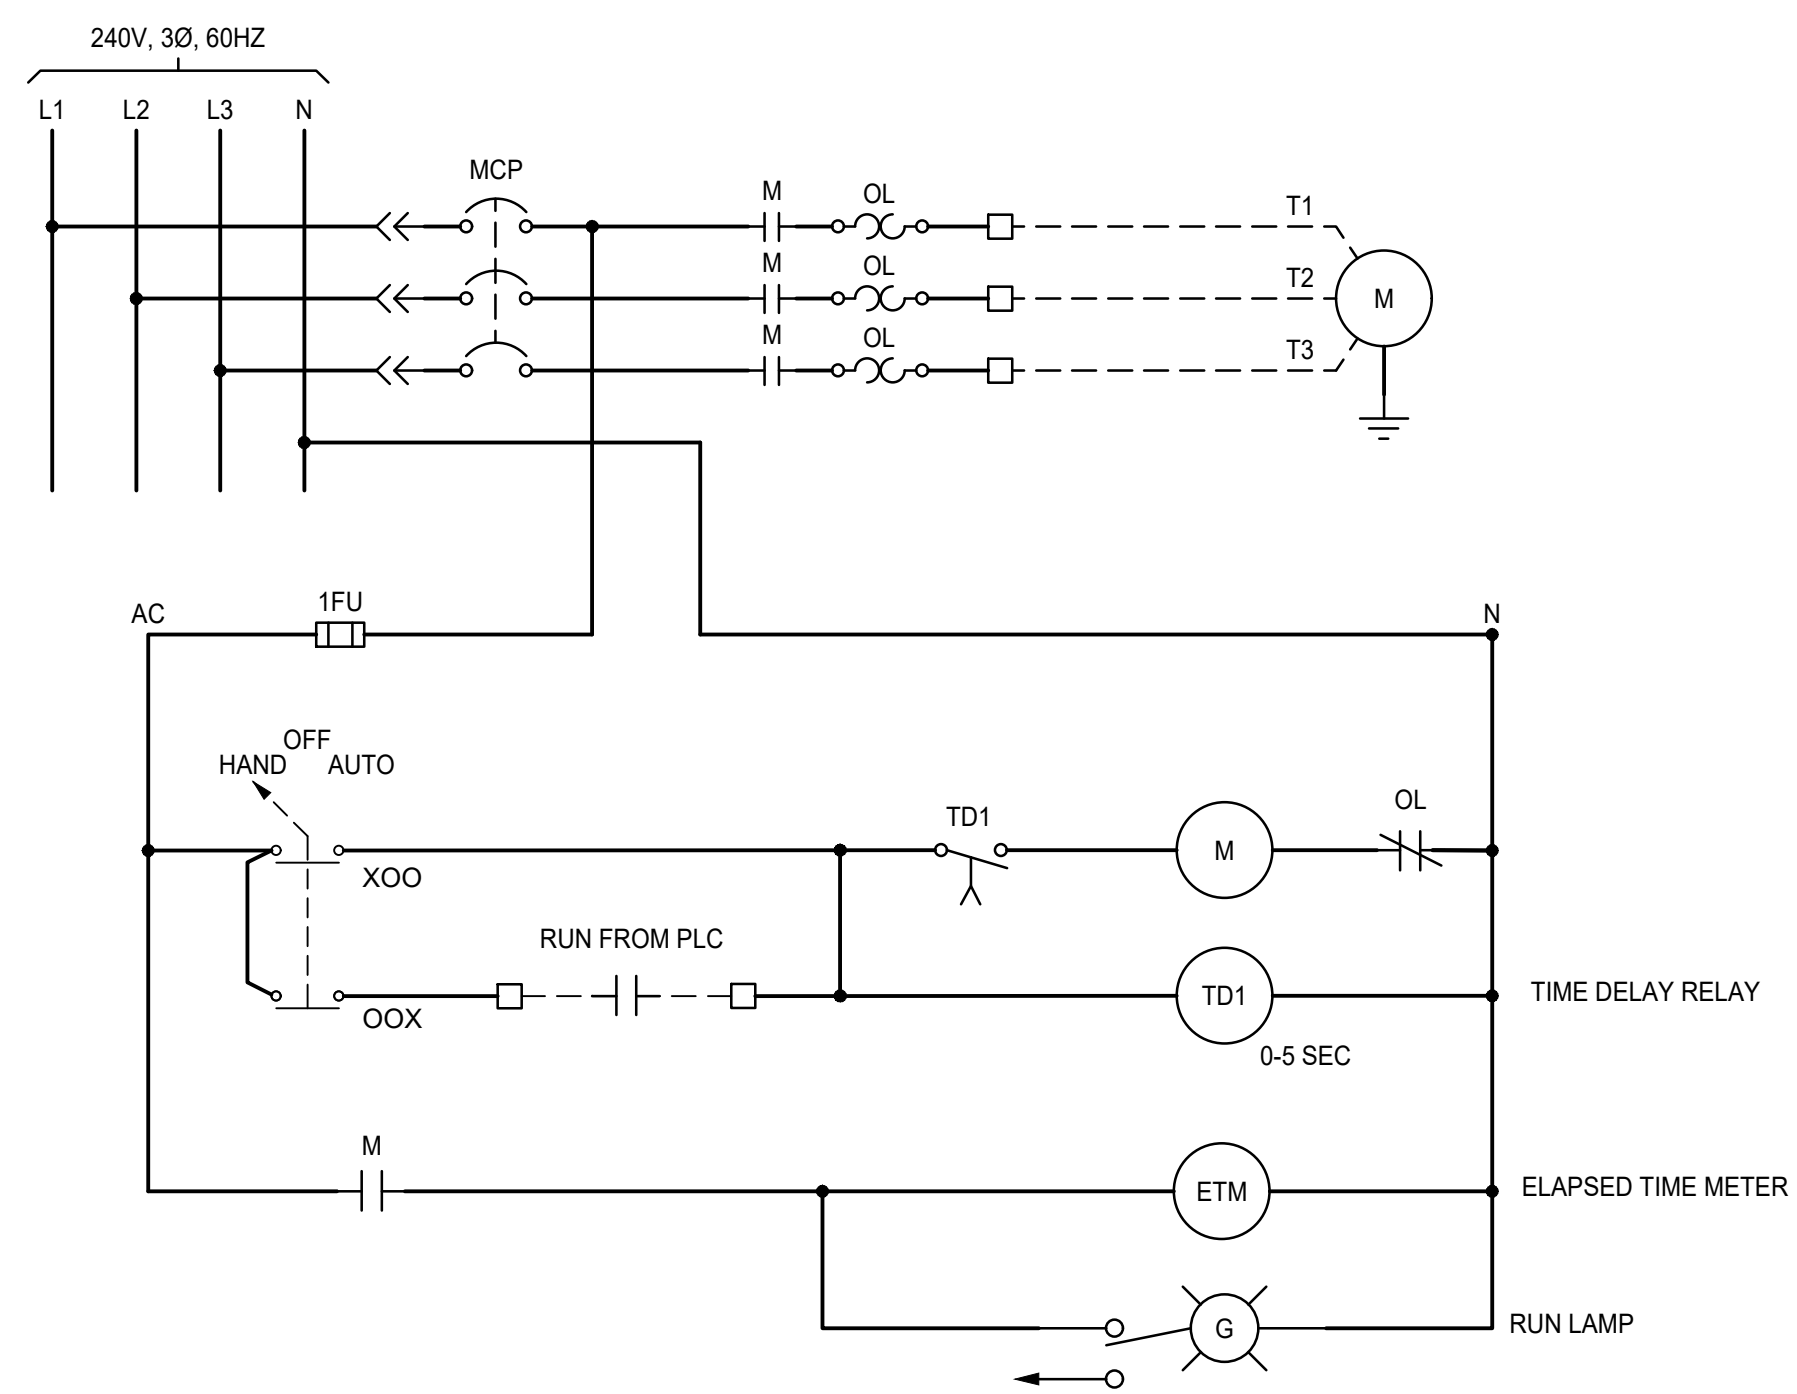 240V, 3Ø, 60HZ
L1 L2 L3 N
MCP
M OL T1
M OL T2
M
M OL T3
AC 1FU N
OFF
HAND AUTO
TD1 OL
M
XOO
RUN FROM PLC
OOX
TD1 TIME DELAY RELAY
0-5 SEC
M
ETM ELAPSED TIME METER
G RUN LAMP